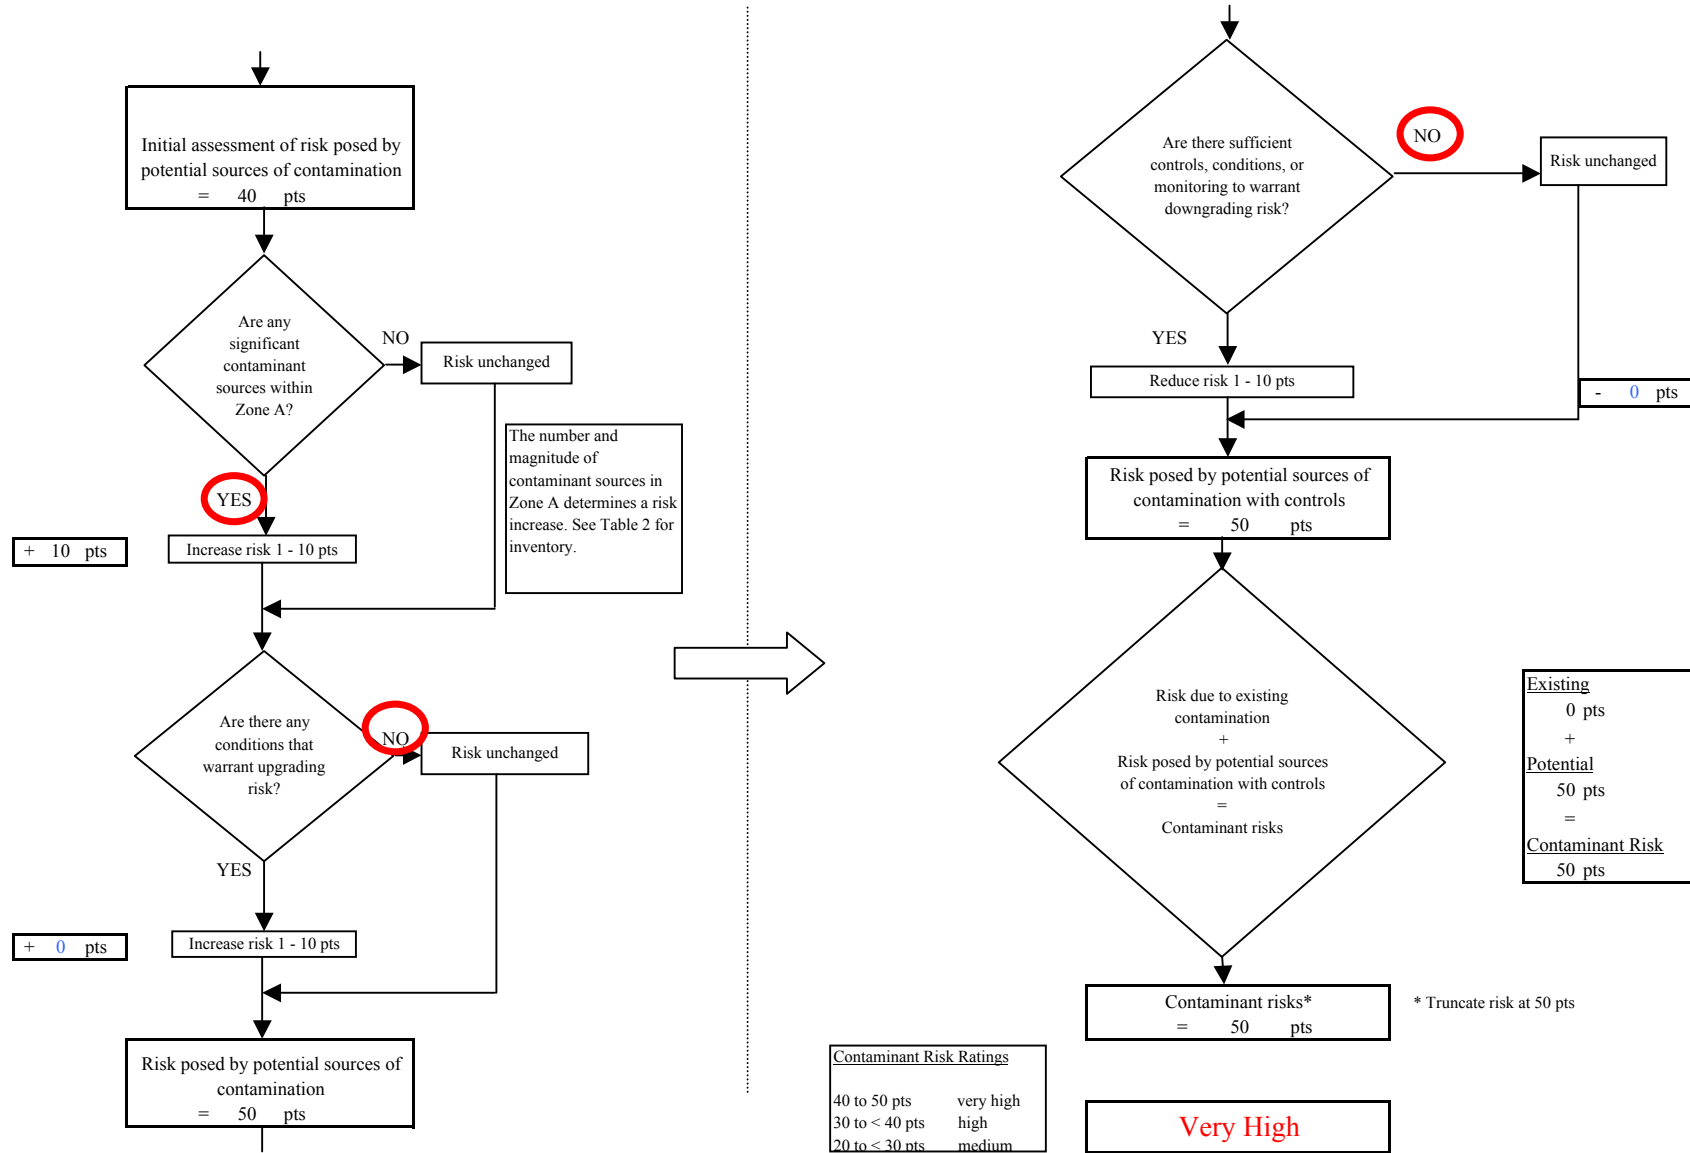 Initial assessment of risk posed by
potential sources of contamination
= 40 pts
Are any
significant
contaminant
sources within
Zone A?
NO
Risk unchanged
The number and
magnitude of
contaminant sources in
Zone A determines a risk
increase. See Table 2 for
inventory.
YES
+ 10 pts
Increase risk 1 - 10 pts
Are there any
conditions that
warrant upgrading
risk?
NO
Risk unchanged
YES
+ 0 pts
Increase risk 1 - 10 pts
Risk posed by potential sources of
contamination
= 50 pts
Are there sufficient
controls, conditions, or
monitoring to warrant
downgrading risk?
NO
Risk unchanged
YES
Reduce risk 1 - 10 pts
- 0 pts
Risk posed by potential sources of
contamination with controls
= 50 pts
Risk due to existing
contamination
+
Risk posed by potential sources
of contamination with controls
=
Contaminant risks
Existing
0 pts
+
Potential
50 pts
=
Contaminant Risk
50 pts
Contaminant risks*
= 50 pts
* Truncate risk at 50 pts
Contaminant Risk Ratings
40 to 50 pts very high
30 to < 40 pts high
20 to < 30 pts medium
Very High